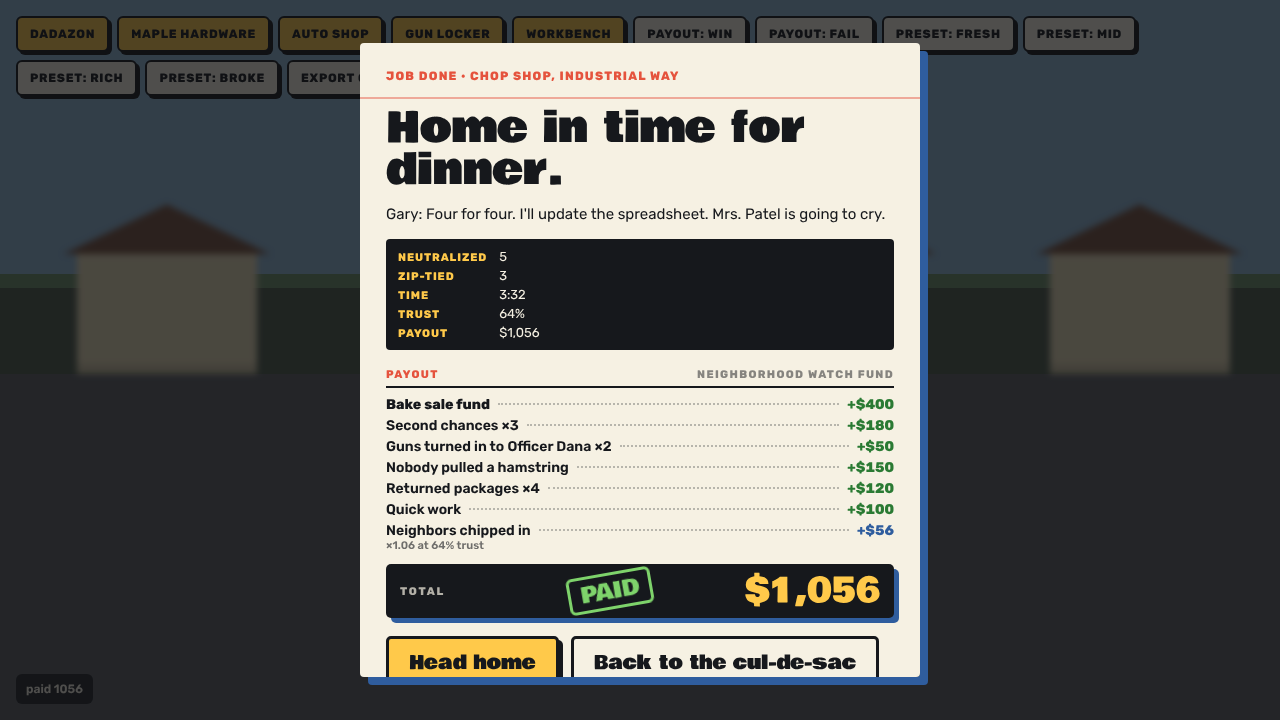 DADAZON
MAPLE HARDWARE
AUTO SHOP
GUN LOCKER
WORKBENCH
PAYOUT: WIN
PAYOUT: FAIL
PRESET: FRESH
PRESET: MID
PRESET: RICH
PRESET: BROKE
EXPORT
JOB DONE · CHOP SHOP, INDUSTRIAL WAY
Home in time for
dinner.
Gary: Four for four. I'll update the spreadsheet. Mrs. Patel is going to cry.
NEUTRALIZED 5
ZIP-TIED 3
TIME 3:32
TRUST 64%
PAYOUT $1,056
PAYOUT NEIGHBORHOOD WATCH FUND
Bake sale fund +$400
Second chances ×3 +$180
Guns turned in to Officer Dana ×2 +$50
Nobody pulled a hamstring +$150
Returned packages ×4 +$120
Quick work +$100
Neighbors chipped in +$56
×1.06 at 64% trust
TOTAL PAID $1,056
Head home
Back to the cul-de-sac
paid 1056